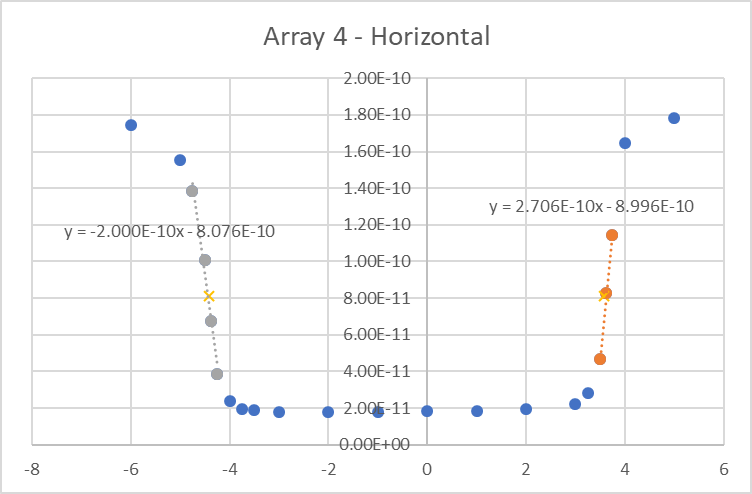 Array 4 - Horizontal
2.00E-10
1.80E-10
1.60E-10
1.40E-10
y = 2.706E-10x - 8.996E-10
1.20E-10
y = -2.000E-10x - 8.076E-10
1.00E-10
8.00E-11
6.00E-11
4.00E-11
2.00E-11
0.00E+00
-8 -6 -4 -2 0 2 4 6